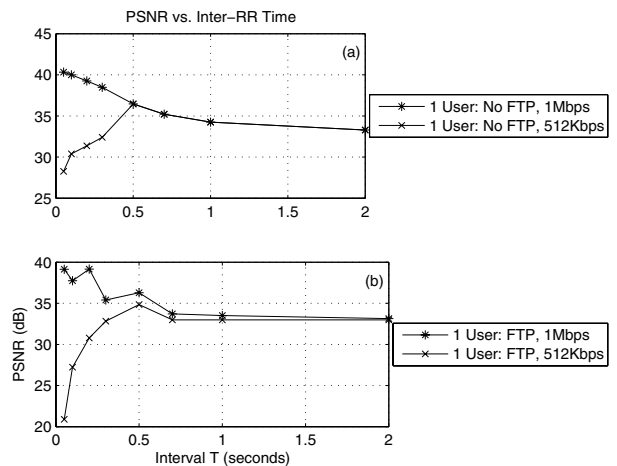 PSNR vs. Inter−RR Time
45
40
35
30
25
(a)
0 0.5 1 1.5 2
1 User: No FTP, 1Mbps
1 User: No FTP, 512Kbps
PSNR (dB)
40
35
30
25
20
(b)
0 0.5 1 1.5 2
Interval T (seconds)
1 User: FTP, 1Mbps
1 User: FTP, 512Kbps